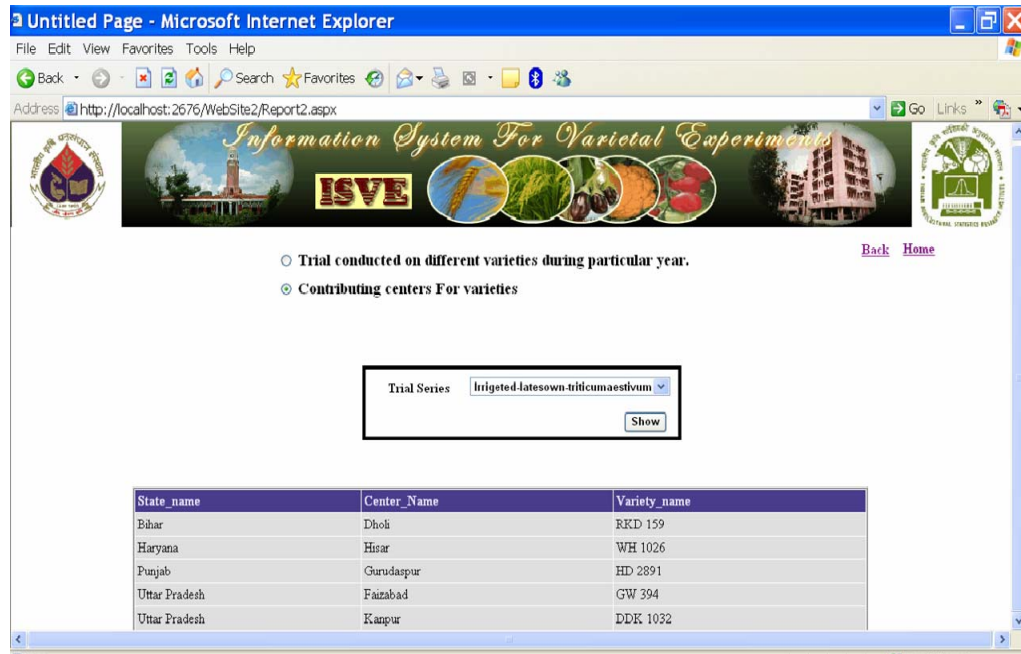 Untitled Page - Microsoft Internet Explorer
File Edit View Favorites Tools Help
Back Search Favorites
Address http://localhost:2676/WebSite2/Report2.aspx Go Links »
Information System For Varietal Experiments
ISVE
Back Home
Trial conducted on different varieties during particular year.
Contributing centers For varieties
Trial Series Irrigeted-latesown-triticumaestivum
Show
State_name Center_Name Variety_name
Bihar Dholi RKD 159
Haryana Hisar WH 1026
Punjab Gurudaspur HD 2891
Uttar Pradesh Faizabad GW 394
Uttar Pradesh Kanpur DDK 1032